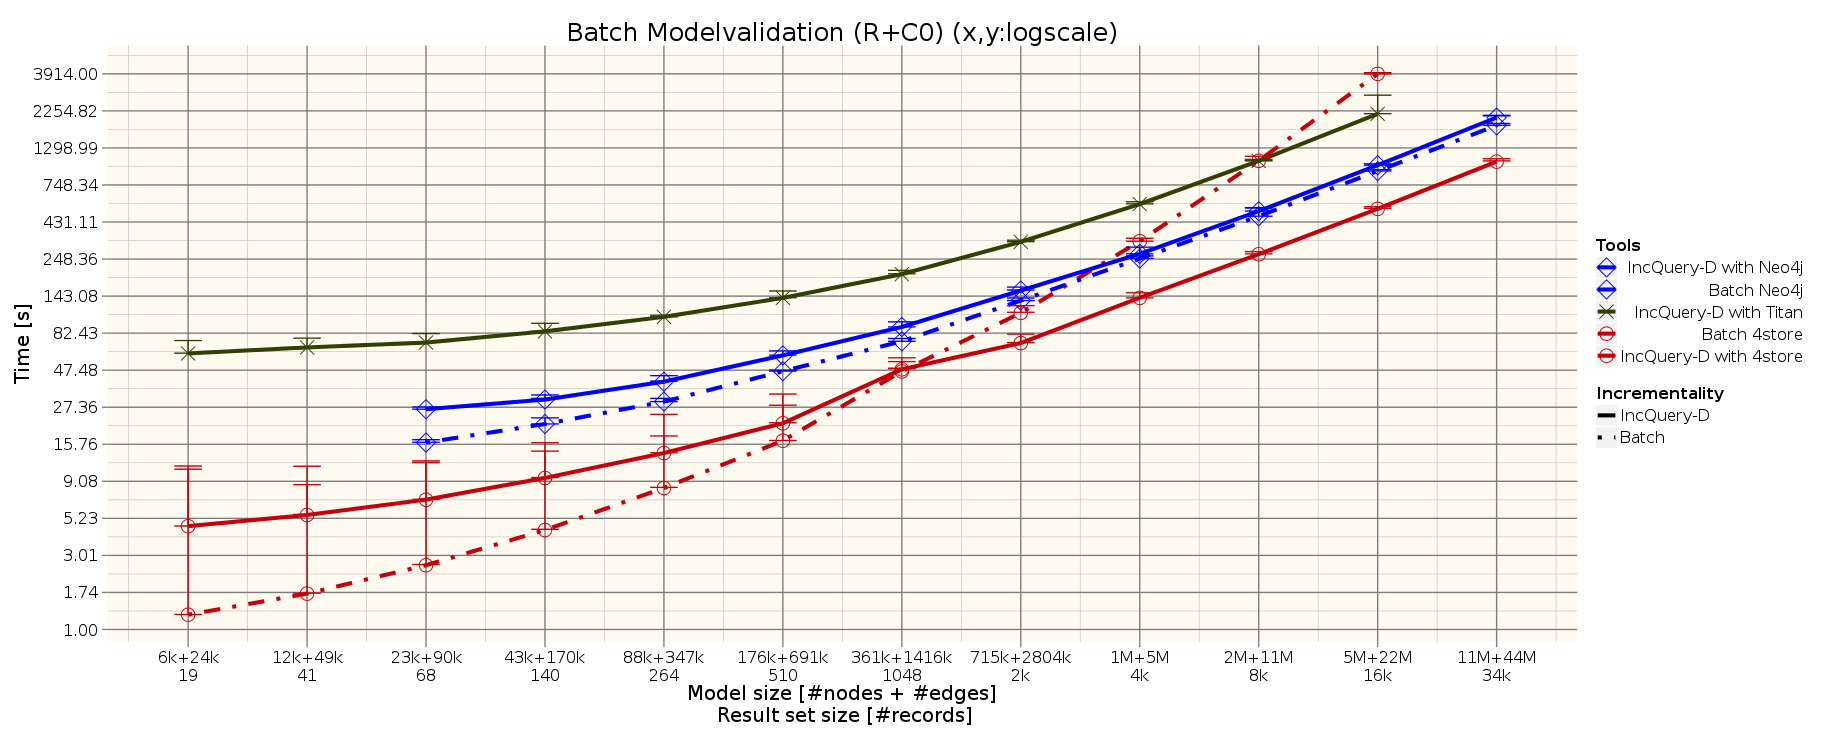 Batch Modelvalidation (R+C0) (x,y:logscale)
Time [s]
3914.00
2254.82
1298.99
748.34
431.11
248.36
143.08
82.43
47.48
27.36
15.76
9.08
5.23
3.01
1.74
1.00
6k+24k 12k+49k 23k+90k 43k+170k 88k+347k 176k+691k 361k+1416k 715k+2804k 1M+5M 2M+11M 5M+22M 11M+44M
19 41 68 140 264 510 1048 2k 4k 8k 16k 34k
Model size [#nodes + #edges]
Result set size [#records]
Tools
IncQuery-D with Neo4j
Batch Neo4j
IncQuery-D with Titan
Batch 4store
IncQuery-D with 4store
Incrementality
IncQuery-D
Batch